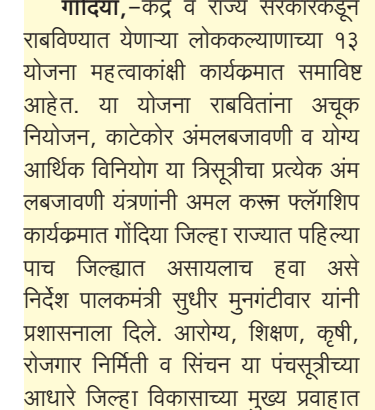 गोंदिया,–केंद्र व राज्य सरकारकडून
राबविण्यात येणाऱ्या लोककल्याणाच्या १३
योजना महत्वाकांक्षी कार्यक्रमात समाविष्ट
आहेत. या योजना राबवितांना अचूक
नियोजन, काटेकोर अंमलबजावणी व योग्य
आर्थिक विनियोग या त्रिसूत्रीचा प्रत्येक अंम
लबजावणी यंत्रणांनी अमल करून फ्लॅगशिप
कार्यक्रमात गोंदिया जिल्हा राज्यात पहिल्या
पाच जिल्ह्यात असायलाच हवा असे
निर्देश पालकमंत्री सुधीर मुनगंटीवार यांनी
प्रशासनाला दिले. आरोग्य, शिक्षण, कृषी,
रोजगार निर्मिती व सिंचन या पंचसूत्रीच्या
आधारे जिल्हा विकासाच्या मुख्य प्रवाहात